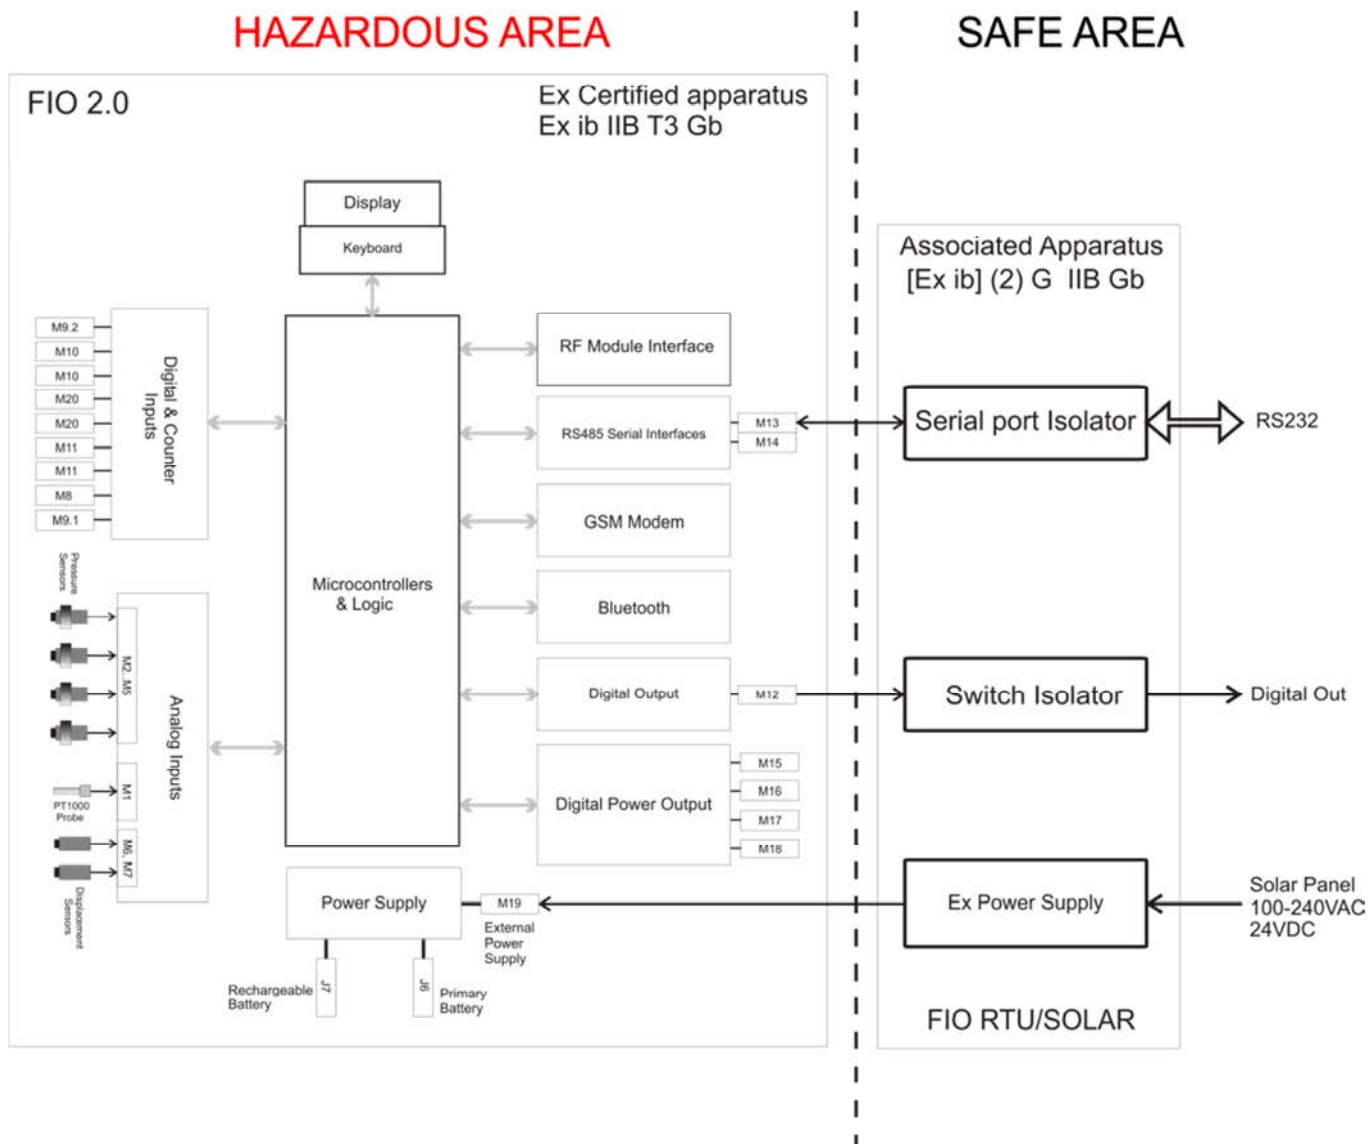 HAZARDOUS AREA
SAFE AREA
FIO 2.0
Ex Certified apparatus
Ex ib IIB T3 Gb
Display
Keyboard
M9.2
M10
M10
M20
M20
M11
M11
M8
M9.1
Digital & Counter
Inputs
Pressure
Sensors
M2...M5
M1
PT1000
Probe
M6, M7
Displacement
Sensors
Analog Inputs
Microcontrollers
& Logic
RF Module Interface
RS485 Serial Interfaces
M13
M14
GSM Modem
Bluetooth
Digital Output
M12
Digital Power Output
M15
M16
M17
M18
Power Supply
M19
External
Power
Supply
Rechargeable
Battery
J7
J6
Primary
Battery
Associated Apparatus
[Ex ib] (2) G IIB Gb
Serial port Isolator
RS232
Switch Isolator
Digital Out
Ex Power Supply
Solar Panel
100-240VAC
24VDC
FIO RTU/SOLAR